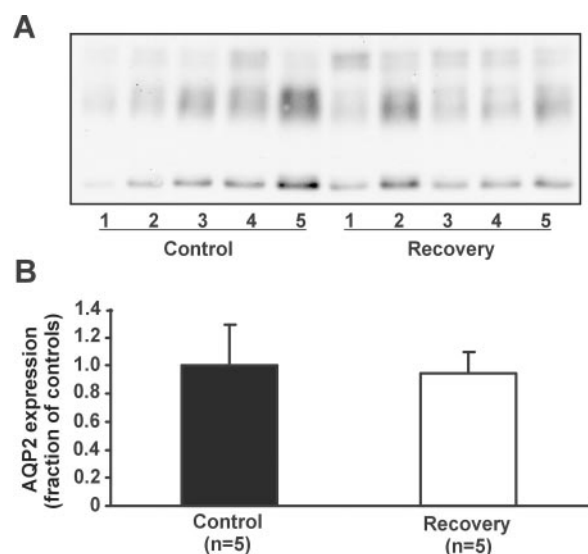 A
1 2 3 4 5 1 2 3 4 5
Control Recovery
B
AQP2 expression
(fraction of controls)
1.4
1.2
1.0
0.8
0.6
0.4
0.2
0
Control Recovery
(n=5) (n=5)